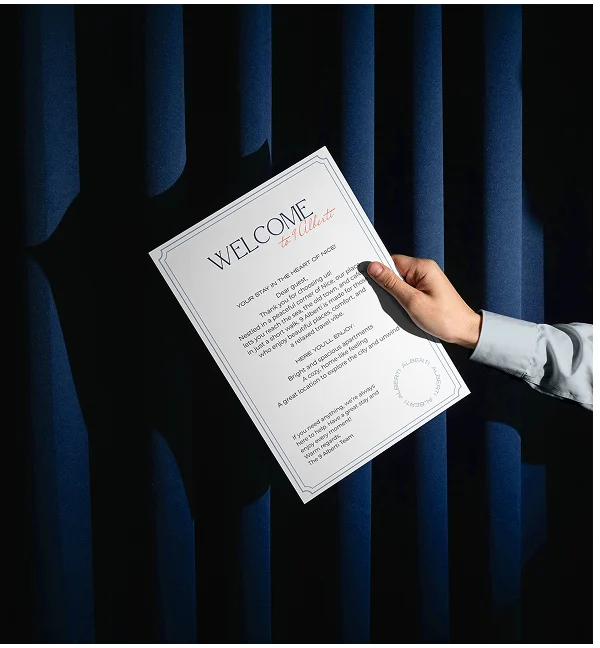 WELCOME
to 9 Alberti
YOUR STAY IN THE HEART OF NICE!
Dear guest,
Thank you for choosing us!
Nestled in a peaceful corner of Nice, our place
lets you reach the sea, the old town, and cafés
in just a short walk. 9 Alberti is made for those
who enjoy beautiful places, comfort, and
a relaxed travel vibe.
HERE YOU'LL ENJOY:
Bright and spacious apartments
A cozy, home-like feeling
A great location to explore the city and unwind
If you need anything, we're always
here to help. Have a great stay and
enjoy every moment!
Warm regards,
The 9 Alberti Team
ALBERTI ALBERTI ALBERTI ALBERTI